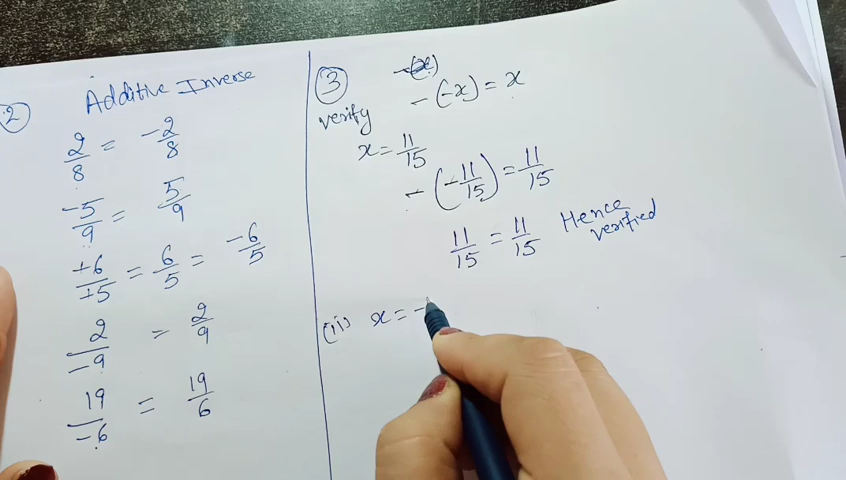 2
Additive Inverse
2/8 = -2/8
-5/9 = 5/9
+6/+5 = 6/5 = -6/5
2/-9 = 2/9
19/-6 = 19/6
3
-(-x) = x
verify
x = 11/15
-(-11/15) = 11/15
11/15 = 11/15 Hence verified
(ii) x = -